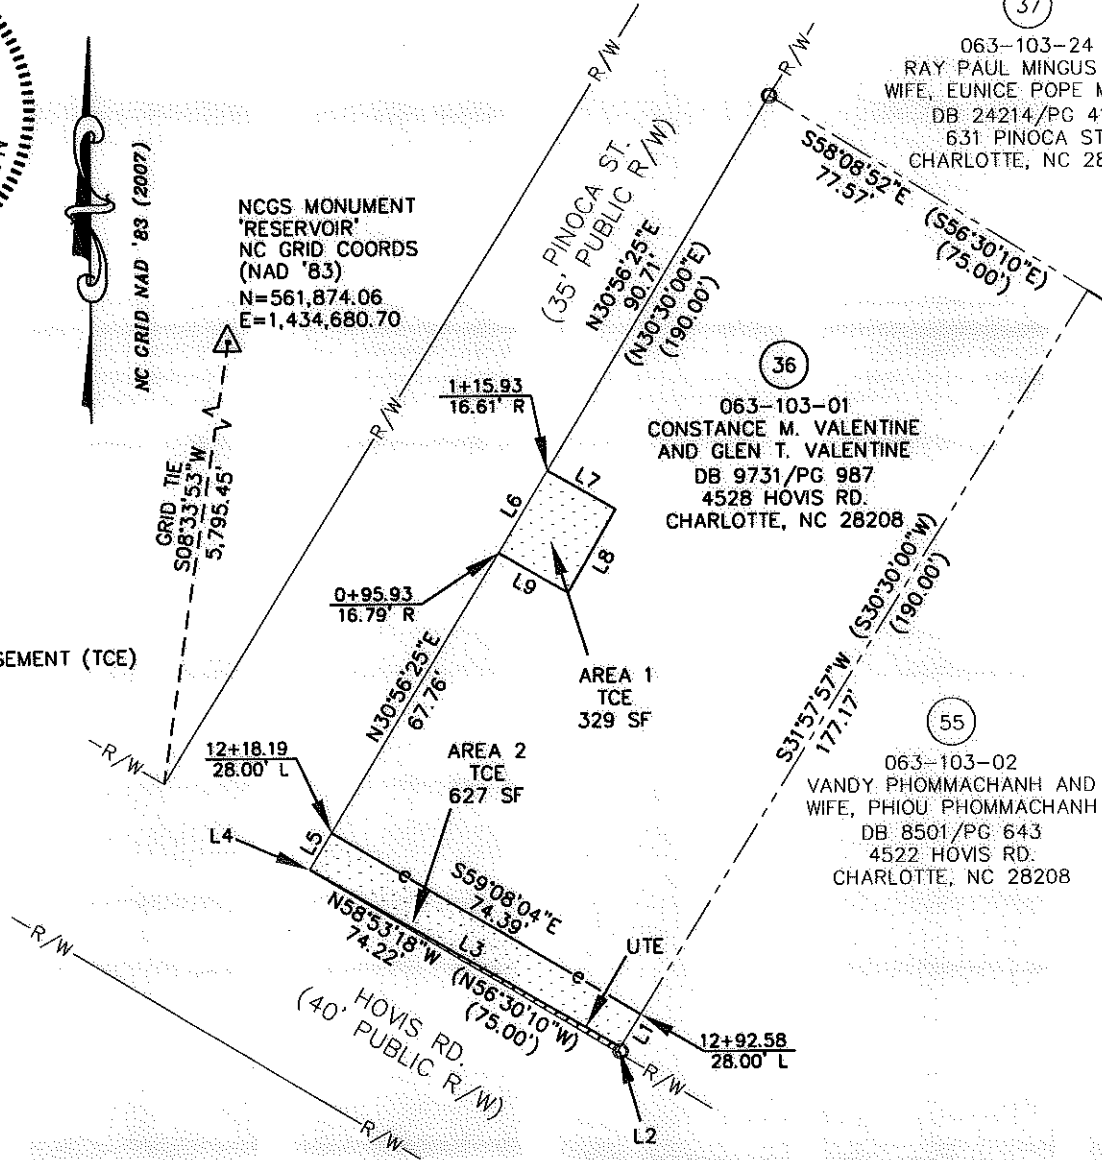 37
063-103-24
RAY PAUL MINGUS
WIFE, EUNICE POPE
DB 24214/PG
631 PINOCA ST
CHARLOTTE, NC
R/W
R/W
NC GRID NAD '83 (2007)
NCGS MONUMENT
'RESERVOIR'
NC GRID COORDS
(NAD '83)
N=561,874.06
E=1,434,680.70
PINOCA ST.
(35' PUBLIC R/W)
N30°56'25"E
90.71'
(N30°30'00"E)
(190.00')
S58°08'52"E
77.57'
(S56°30'10"E)
(75.00')
36
063-103-01
CONSTANCE M. VALENTINE
AND GLEN T. VALENTINE
DB 9731/PG 987
4528 HOVIS RD.
CHARLOTTE, NC 28208
R/W
1+15.93
16.61' R
L7
L6
L8
L9
GRID TIE
S08°33'53"W
5,795.45'
0+95.93
16.79' R
SEMENT (TCE)
AREA 1
TCE
329 SF
N30°56'25"E
67.76'
S31°57'57"W (S30°30'00"W)
177.17' (190.00')
55
063-103-02
VANDY PHOMMACHANH AND
WIFE, PHIOU PHOMMACHANH
DB 8501/PG 643
4522 HOVIS RD.
CHARLOTTE, NC 28208
R/W
12+18.19
28.00' L
AREA 2
TCE
627 SF
L4
L5
e
S59°08'04"E
74.39'
e
N58°53'18"W
74.22'
L3
(N56°30'10"W)
(75.00')
UTE
L1
12+92.58
28.00' L
R/W
HOVIS RD.
(40' PUBLIC R/W)
R/W
R/W
L2